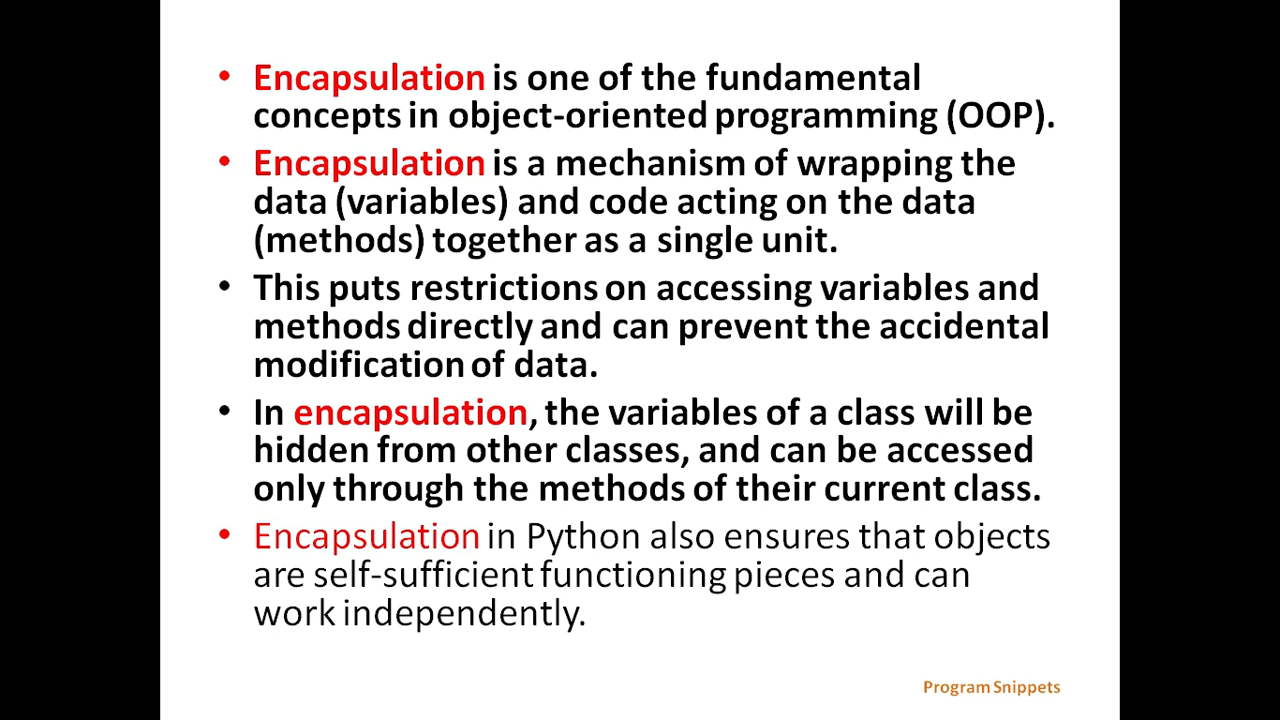 • Encapsulation is one of the fundamental
concepts in object-oriented programming (OOP).
• Encapsulation is a mechanism of wrapping the
data (variables) and code acting on the data
(methods) together as a single unit.
• This puts restrictions on accessing variables and
methods directly and can prevent the accidental
modification of data.
• In encapsulation, the variables of a class will be
hidden from other classes, and can be accessed
only through the methods of their current class.
• Encapsulation in Python also ensures that objects
are self-sufficient functioning pieces and can
work independently.
Program Snippets